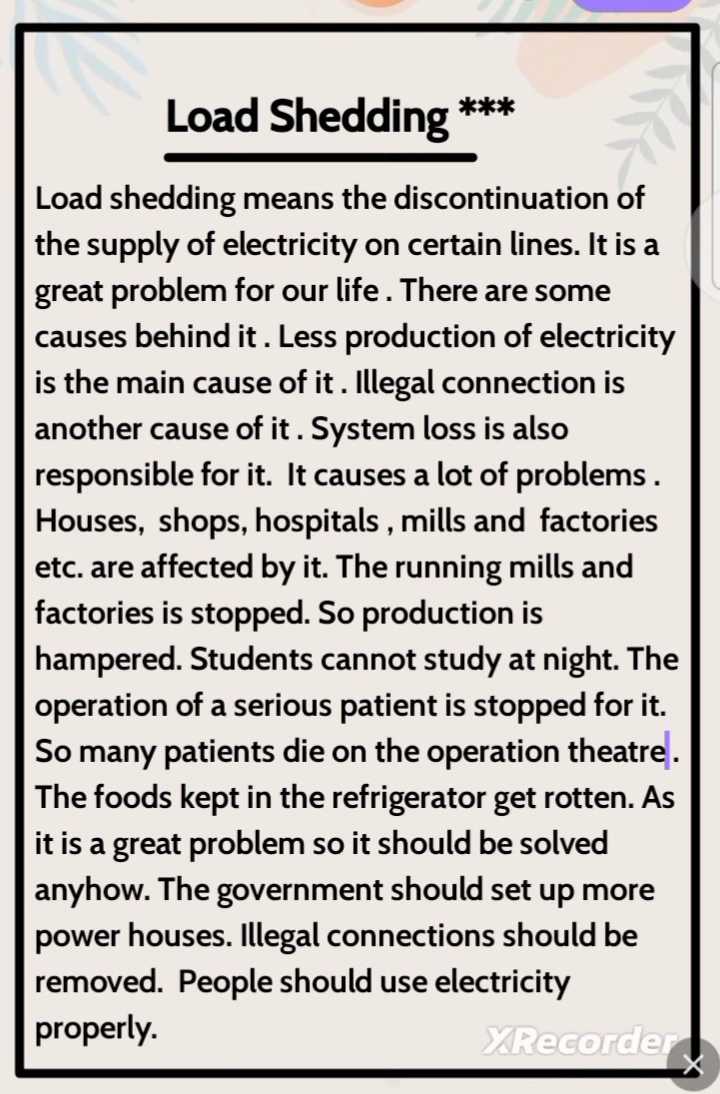 Load Shedding ***
Load shedding means the discontinuation of
the supply of electricity on certain lines. It is a
great problem for our life . There are some
causes behind it . Less production of electricity
is the main cause of it . Illegal connection is
another cause of it . System loss is also
responsible for it.  It causes a lot of problems .
Houses,  shops, hospitals , mills and  factories
etc. are affected by it. The running mills and
factories is stopped. So production is
hampered. Students cannot study at night. The
operation of a serious patient is stopped for it.
So many patients die on the operation theatre .
The foods kept in the refrigerator get rotten. As
it is a great problem so it should be solved
anyhow. The government should set up more
power houses. Illegal connections should be
removed.  People should use electricity
properly.
XRecorder